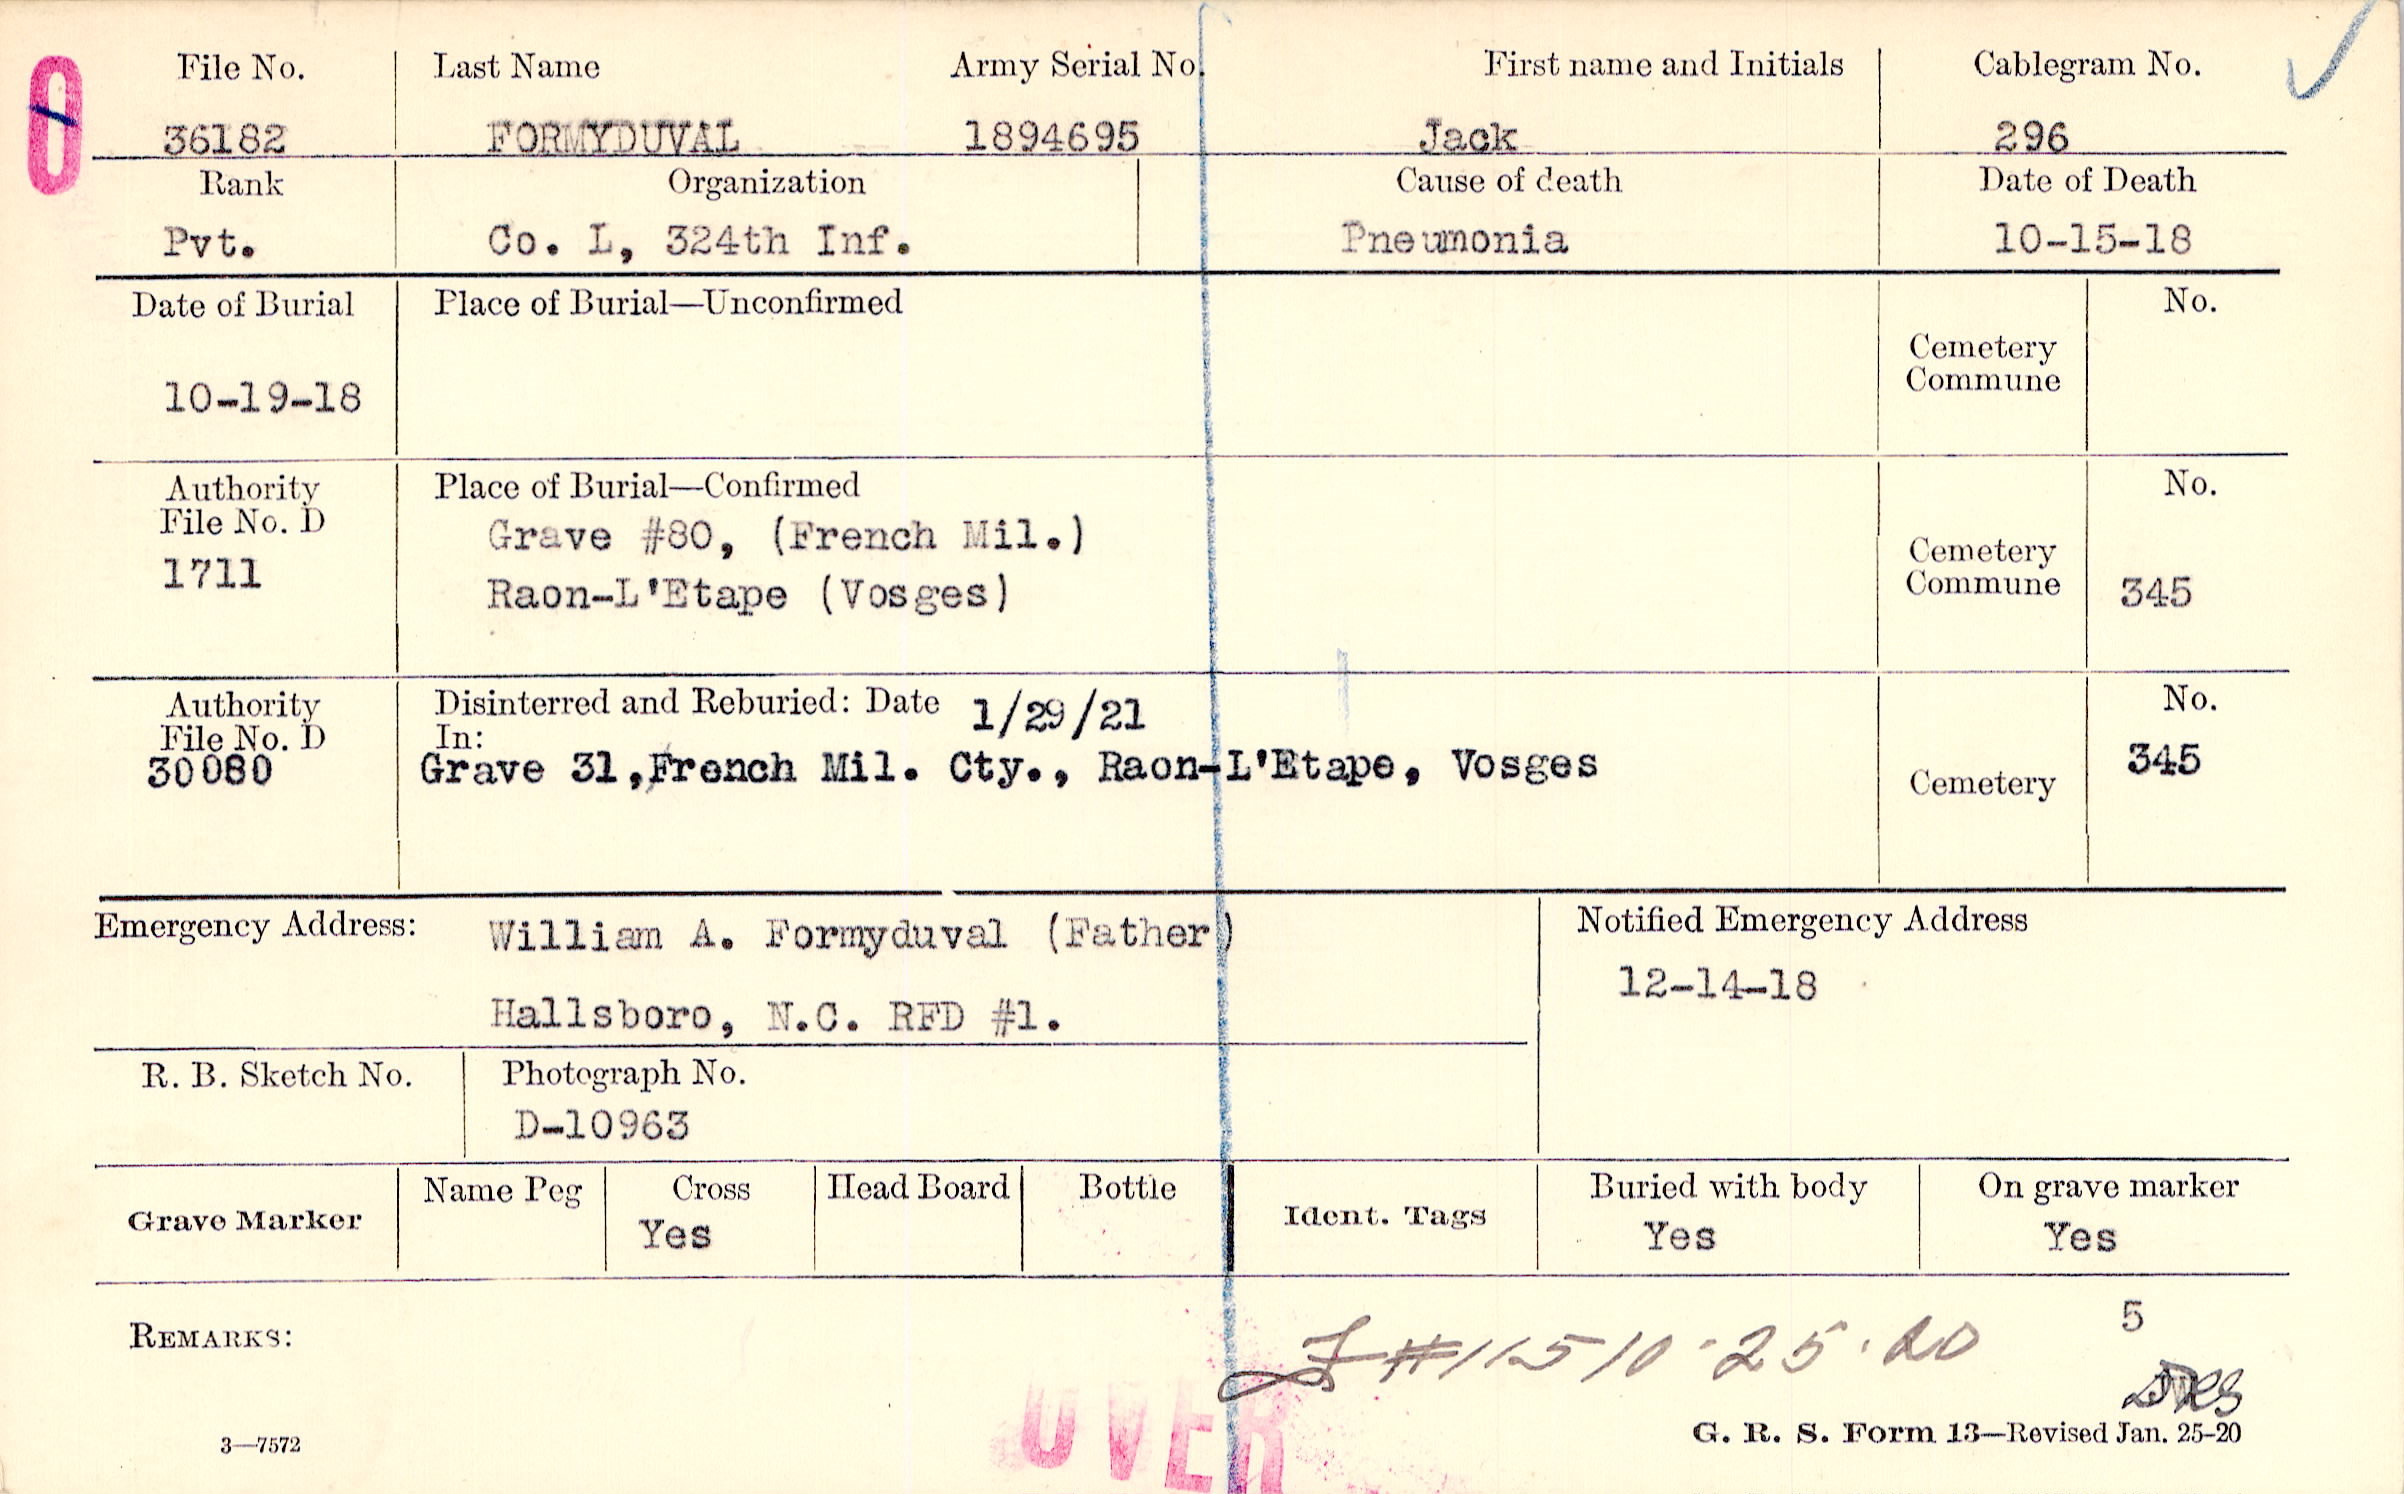 0
File No. Last Name Army Serial No. First name and Initials Cablegram No.
36182 FORMYDUVAL 1894695 Jack 296
Rank Organization Cause of death Date of Death
Pvt. Co. L, 324th Inf. Pneumonia 10-15-18
Date of Burial Place of Burial—Unconfirmed No.
Cemetery
Commune
10-19-18
Authority Place of Burial—Confirmed No.
File No. D Grave #80, (French Mil.)
Cemetery
1711 Raon-L'Etape (Vosges) Commune 345
Authority Disinterred and Reburied: Date 1/29/21 No.
File No. D In:
30080 Grave 31, French Mil. Cty., Raon-L'Etape, Vosges 345
Cemetery
Emergency Address: William A. Formyduval (Father) Notified Emergency Address
12-14-18
Hallsboro, N.C. RFD #1.
R. B. Sketch No. Photograph No.
D-10963
Grave Marker Name Peg Cross Head Board Bottle Ident. Tags Buried with body On grave marker
Yes Yes Yes
5
REMARKS: #115 10-25-20
OVER
3—7572 G. R. S. Form 13—Revised Jan. 25-20